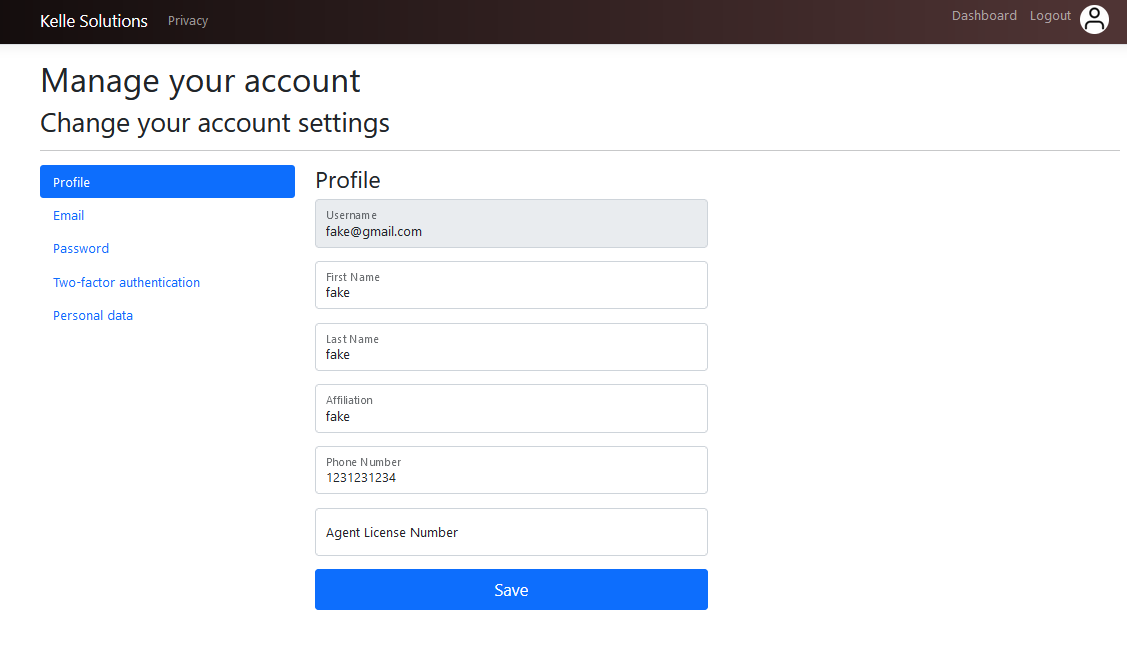 Kelle Solutions Privacy Dashboard Logout
Manage your account
Change your account settings
Profile
Email
Password
Two-factor authentication
Personal data
Profile
Username
fake@gmail.com
First Name
fake
Last Name
fake
Affiliation
fake
Phone Number
1231231234
Agent License Number
Save